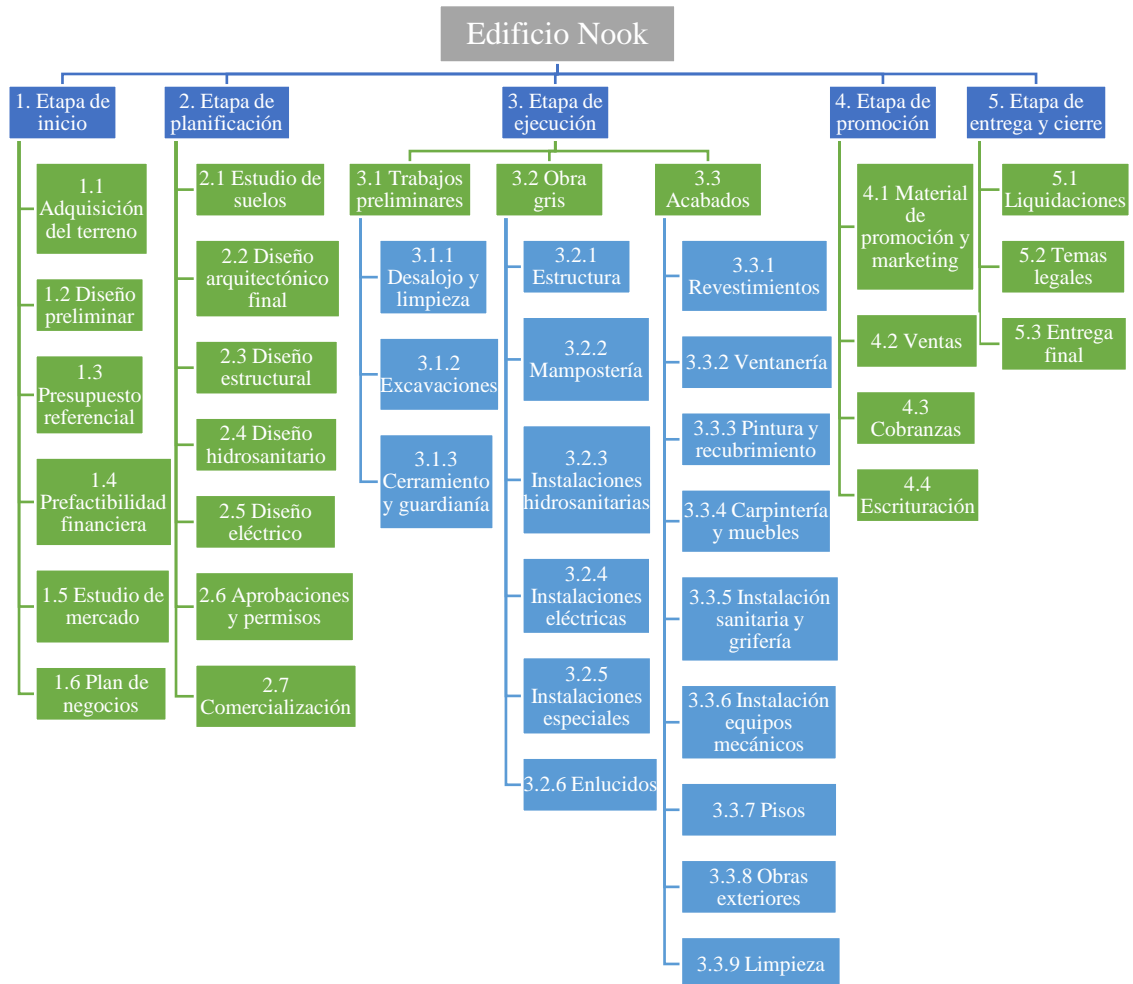 Edificio Nook
1. Etapa de
inicio
1.1
Adquisición
del terreno
1.2 Diseño
preliminar
1.3
Presupuesto
referencial
1.4
Prefactibilidad
financiera
1.5 Estudio de
mercado
1.6 Plan de
negocios
2. Etapa de
planificación
2.1 Estudio de
suelos
2.2 Diseño
arquitectónico
final
2.3 Diseño
estructural
2.4 Diseño
hidrosanitario
2.5 Diseño
eléctrico
2.6 Aprobaciones
y permisos
2.7
Comercialización
3. Etapa de
ejecución
3.1 Trabajos
preliminares
3.1.1
Desalojo y
limpieza
3.1.2
Excavaciones
3.1.3
Cerramiento
y guardianía
3.2 Obra
gris
3.2.1
Estructura
3.2.2
Mampostería
3.2.3
Instalaciones
hidrosanitarias
3.2.4
Instalaciones
eléctricas
3.2.5
Instalaciones
especiales
3.2.6 Enlucidos
3.3
Acabados
3.3.1
Revestimientos
3.3.2 Ventanería
3.3.3 Pintura y
recubrimiento
3.3.4 Carpintería
y muebles
3.3.5 Instalación
sanitaria y
grifería
3.3.6 Instalación
equipos
mecánicos
3.3.7 Pisos
3.3.8 Obras
exteriores
3.3.9 Limpieza
4. Etapa de
promoción
4.1 Material
de
promoción y
marketing
4.2 Ventas
4.3
Cobranzas
4.4
Escrituración
5. Etapa de
entrega y cierre
5.1
Liquidaciones
5.2 Temas
legales
5.3 Entrega
final